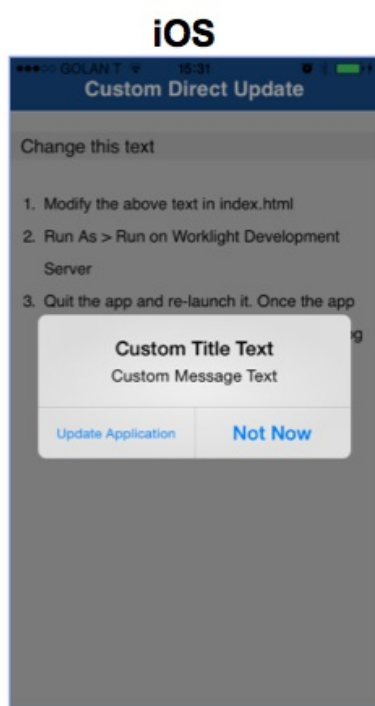 iOS
GOLAN T 15:31
Custom Direct Update
Change this text
1. Modify the above text in index.html
2. Run As > Run on Worklight Development
Server
3. Quit the app and re-launch it. Once the app
Custom Title Text
Custom Message Text
Update Application Not Now